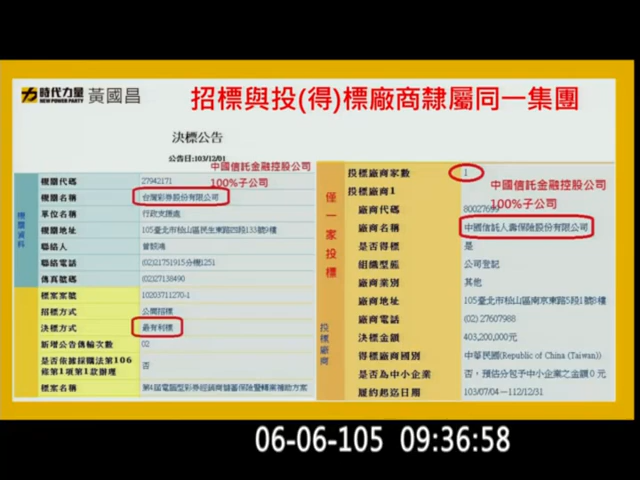 時代力量
NEW POWER PARTY
黃國昌
招標與投(得)標廠商隸屬同一集團
決標公告
公告日:103/12/01
中國信託金融控股公司
100%子公司
機關資料
機關代碼 27942171
機關名稱 台灣彩券股份有限公司
單位名稱 行政支援處
機關地址 105臺北市松山區民生東路四段133號9樓
聯絡人
聯絡電話 (02)21751915分機1251
傳真號碼 (02)27138490
標案案號 10203711270-1
招標方式 公開招標
決標方式 最有利標
新增公告傳輸次數 02
是否依據採購法第106
條第1項第1款辦理 否
標案名稱 第4屆電腦型彩券經銷商儲蓄保險暨轉業補助方案
僅一家投標
投標廠商
投標廠商家數 1
投標廠商1
中國信託金融控股公司
100%子公司
廠商代碼 80027699
廠商名稱 中國信託人壽保險股份有限公司
是否得標 是
組織型態 公司登記
廠商業別 其他
廠商地址 105臺北市松山區南京東路5段1號8樓
廠商電話 (02) 27607988
決標金額 403,200,000元
得標廠商國別 中華民國(Republic of China (Taiwan))
是否為中小企業 否，預估分包予中小企業之金額 0 元
履約起迄日期 103/07/04－112/12/31
06-06-105 09:36:58